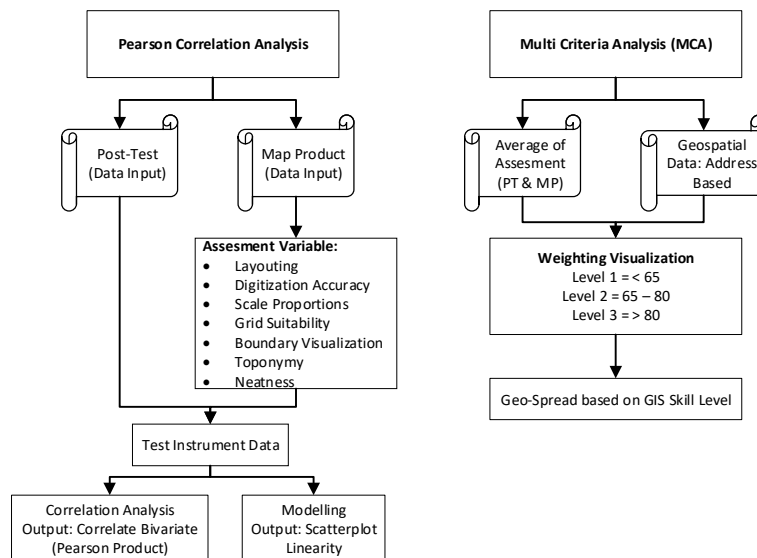 Pearson Correlation Analysis
Post-Test
(Data Input)
Map Product
(Data Input)
Assesment Variable:
• Layouting
• Digitization Accuracy
• Scale Proportions
• Grid Suitability
• Boundary Visualization
• Toponymy
• Neatness
Test Instrument Data
Correlation Analysis
Output: Correlate Bivariate
(Pearson Product)
Modelling
Output: Scatterplot
Linearity
Multi Criteria Analysis (MCA)
Average of
Assesment
(PT & MP)
Geospatial
Data: Address
Based
Weighting Visualization
Level 1 = < 65
Level 2 = 65 – 80
Level 3 = > 80
Geo-Spread based on GIS Skill Level